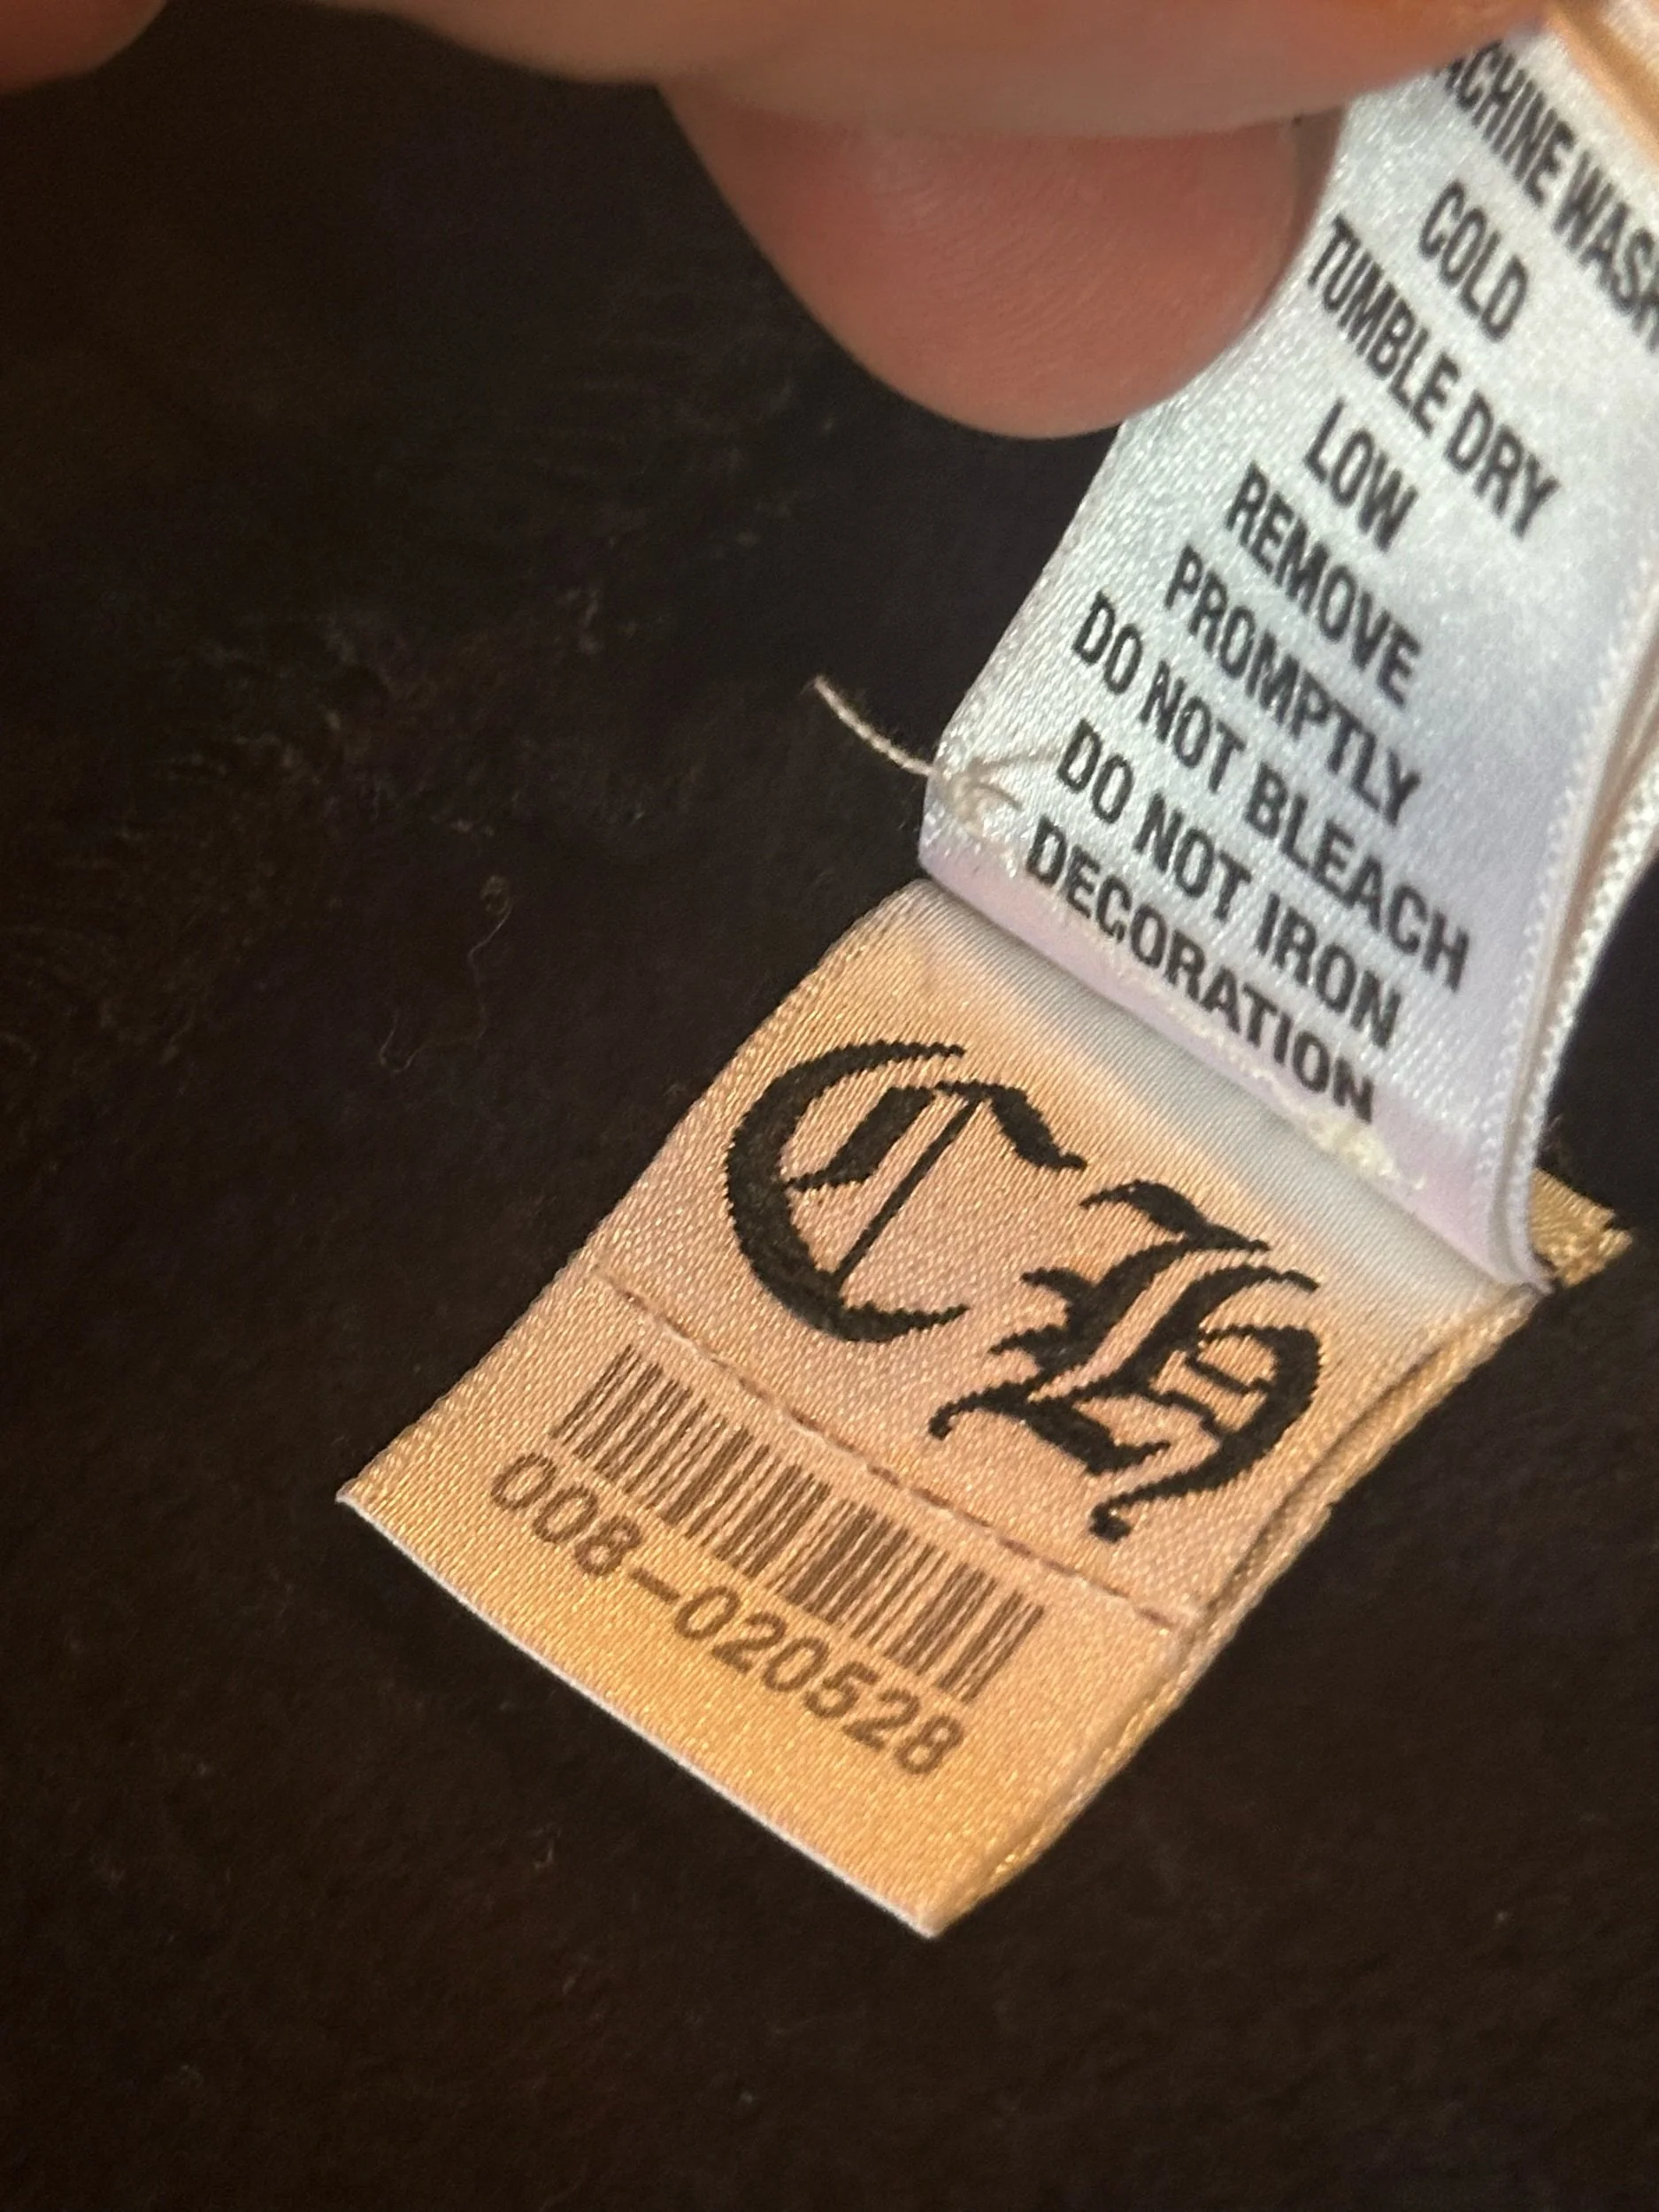 MACHINE WASH
COLD
TUMBLE DRY
LOW
REMOVE
PROMPTLY
DO NOT BLEACH
DO NOT IRON
DECORATION
CH
008-020528